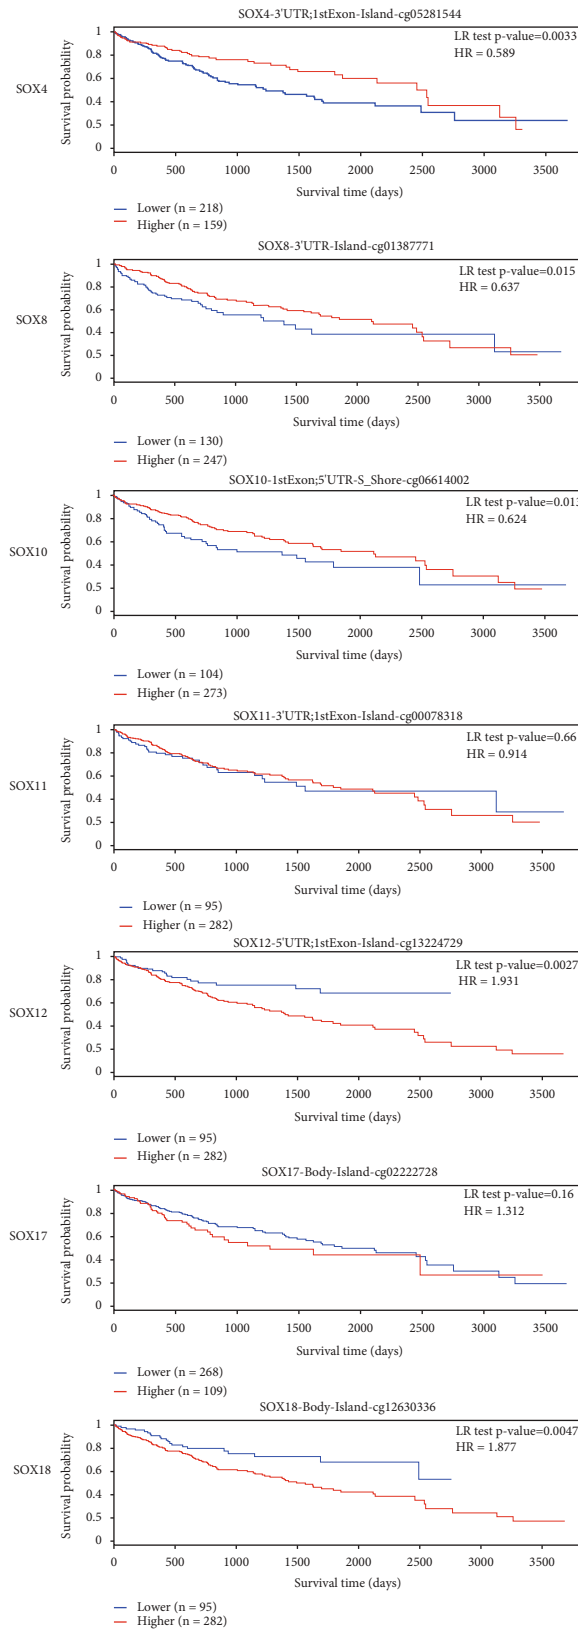 SOX4-3'UTR;1stExon-Island-cg05281544
SOX4
Survival probability
1
0.8
0.6
0.4
0.5
0
LR test p-value=0.0033
HR = 0.589
0 500 1000 1500 2000 2500 3000 3500
Survival time (days)
Lower (n = 218)
Higher (n = 159)
SOX8-3'UTR-Island-cg01387771
SOX8
Survival probability
1
0.8
0.6
0.4
0.5
0
LR test p-value=0.015
HR = 0.637
0 500 1000 1500 2000 2500 3000 3500
Survival time (days)
Lower (n = 130)
Higher (n = 247)
SOX10-1stExon;5'UTR-S_Shore-cg06614002
SOX10
Survival probability
1
0.8
0.6
0.4
0.5
0
LR test p-value=0.013
HR = 0.624
0 500 1000 1500 2000 2500 3000 3500
Survival time (days)
Lower (n = 104)
Higher (n = 273)
SOX11-3'UTR;1stExon-Island-cg00078318
SOX11
Survival probability
1
0.8
0.6
0.4
0.5
0
LR test p-value=0.66
HR = 0.914
0 500 1000 1500 2000 2500 3000 3500
Survival time (days)
Lower (n = 95)
Higher (n = 282)
SOX12-5'UTR;1stExon-Island-cg13224729
SOX12
Survival probability
1
0.8
0.6
0.4
0.5
0
LR test p-value=0.0027
HR = 1.931
0 500 1000 1500 2000 2500 3000 3500
Survival time (days)
Lower (n = 95)
Higher (n = 282)
SOX17-Body-Island-cg02222728
SOX17
Survival probability
1
0.8
0.6
0.4
0.5
0
LR test p-value=0.16
HR = 1.312
0 500 1000 1500 2000 2500 3000 3500
Survival time (days)
Lower (n = 268)
Higher (n = 109)
SOX18-Body-Island-cg12630336
SOX18
Survival probability
1
0.8
0.6
0.4
0.5
0
LR test p-value=0.0047
HR = 1.877
0 500 1000 1500 2000 2500 3000 3500
Survival time (days)
Lower (n = 95)
Higher (n = 282)